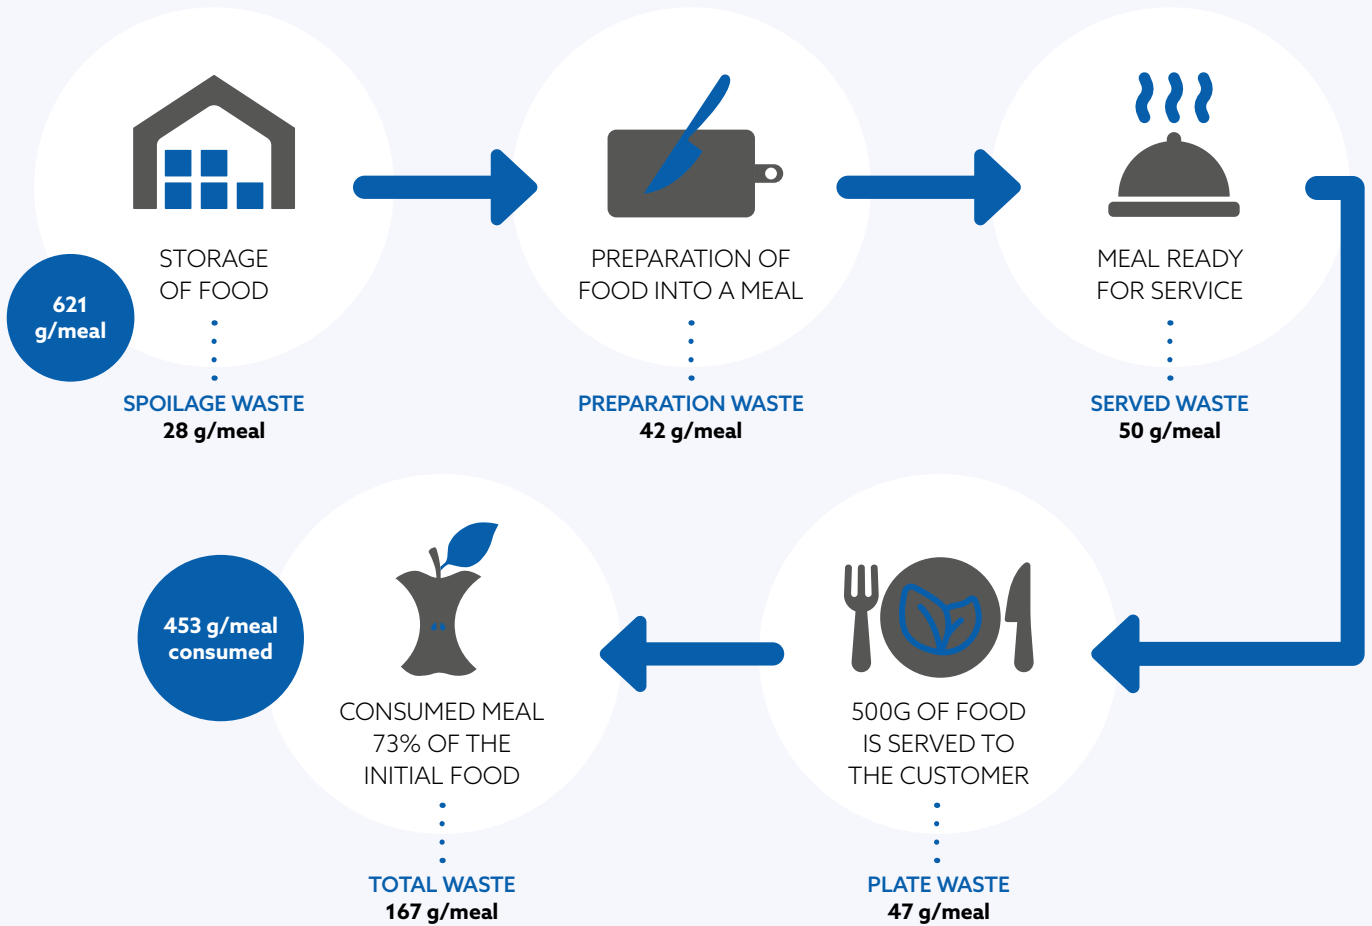 STORAGE
OF FOOD
621
g/meal
SPOILAGE WASTE
28 g/meal
PREPARATION OF
FOOD INTO A MEAL
PREPARATION WASTE
42 g/meal
MEAL READY
FOR SERVICE
SERVED WASTE
50 g/meal
500G OF FOOD
IS SERVED TO
THE CUSTOMER
PLATE WASTE
47 g/meal
CONSUMED MEAL
73% OF THE
INITIAL FOOD
453 g/meal
consumed
TOTAL WASTE
167 g/meal